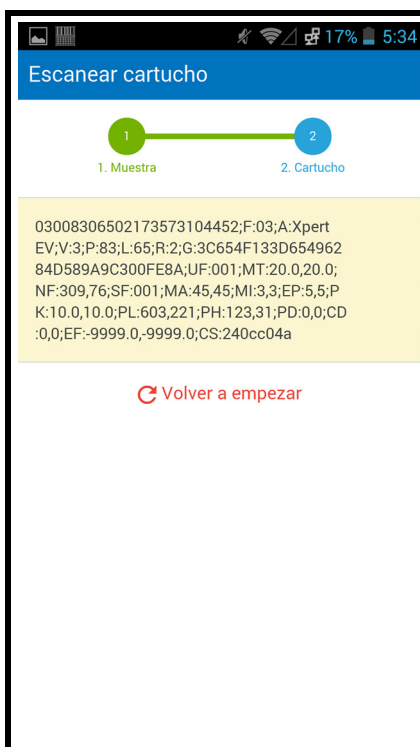 17% 5:34
Escanear cartucho
1 2
1. Muestra 2. Cartucho
03008306502173573104452;F:03;A:Xpert
EV;V:3;P:83;L:65;R:2;G:3C654F133D654962
84D589A9C300FE8A;UF:001;MT:20.0,20.0;
NF:309,76;SF:001;MA:45,45;MI:3,3;EP:5,5;P
K:10.0,10.0;PL:603,221;PH:123,31;PD:0,0;CD
:0,0;EF:-9999.0,-9999.0;CS:240cc04a
Volver a empezar